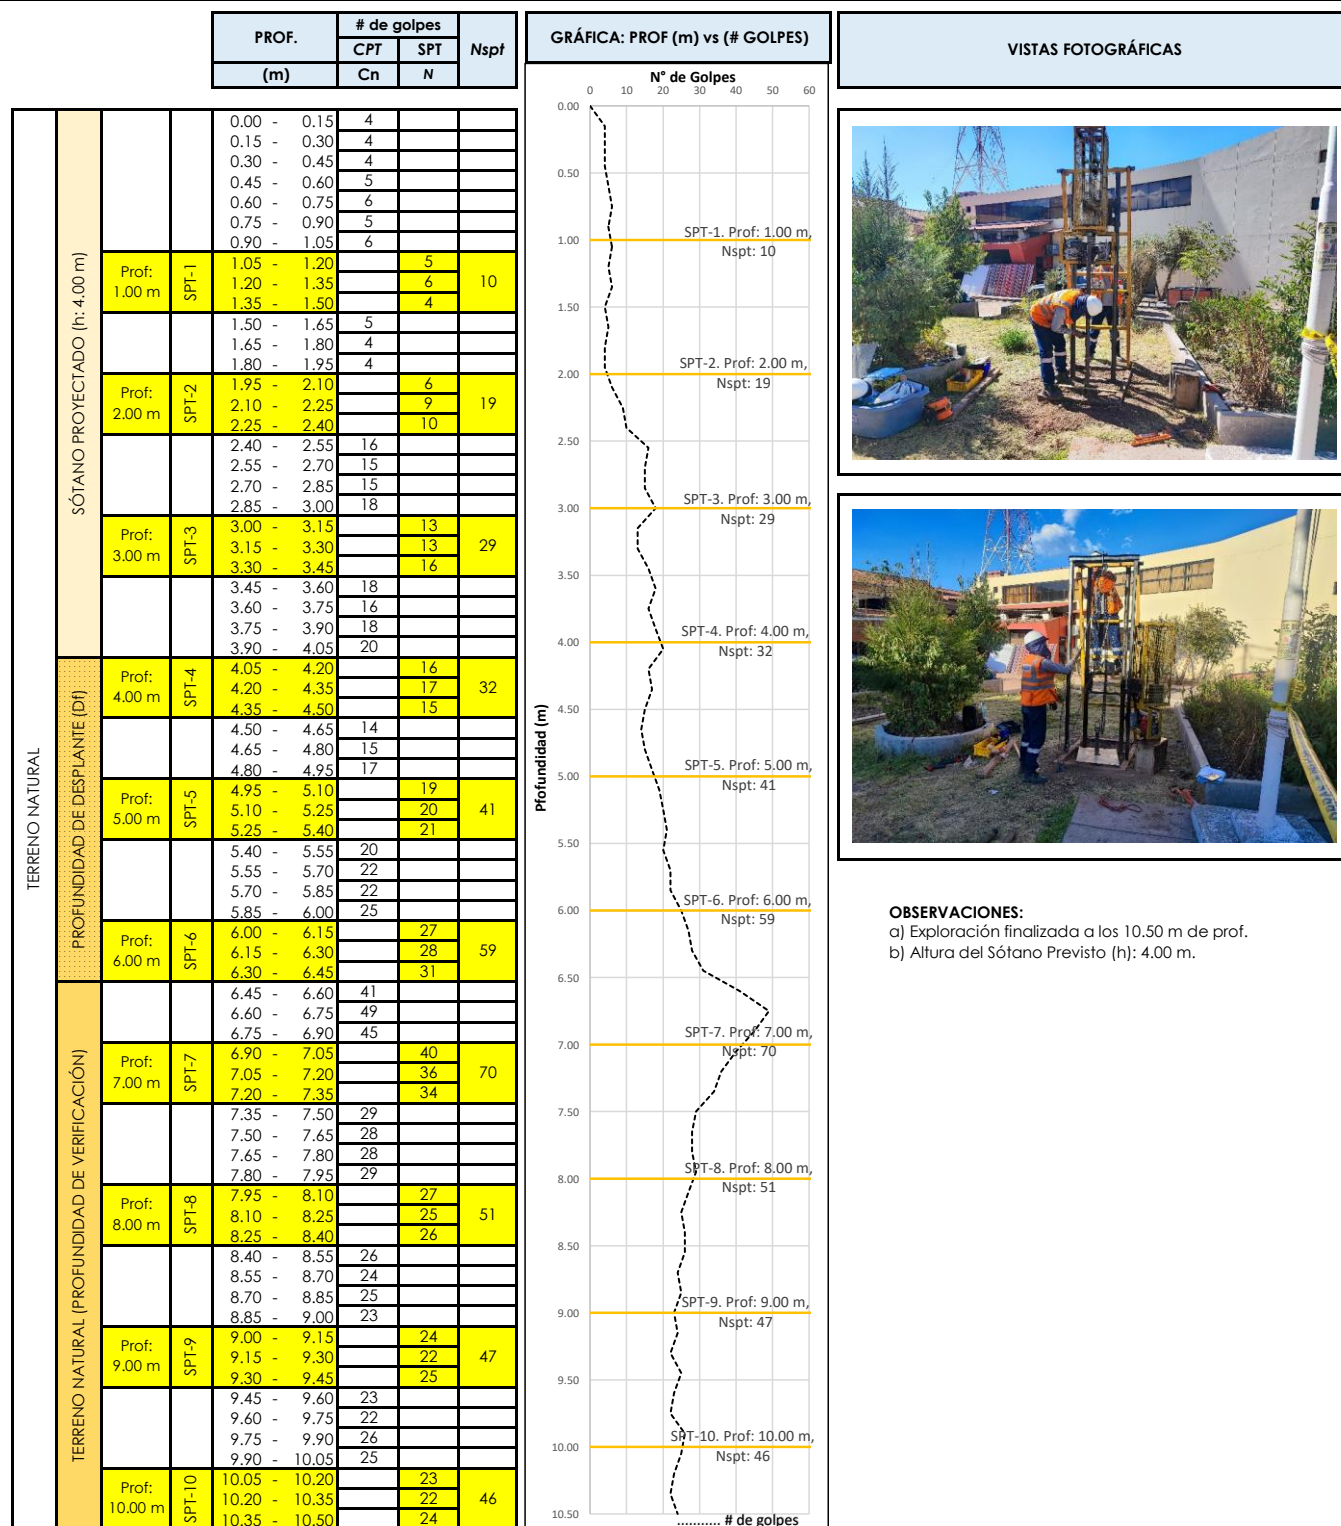 PROF.
# de golpes
CPT SPT Nspt
(m) Cn N
GRÁFICA: PROF (m) vs (# GOLPES)
VISTAS FOTOGRÁFICAS
TERRENO NATURAL
SÓTANO PROYECTADO (h: 4.00 m)
PROFUNDIDAD DE DESPLANTE (Df)
TERRENO NATURAL (PROFUNDIDAD DE VERIFICACIÓN)
0.00 - 0.15 4
0.15 - 0.30 4
0.30 - 0.45 4
0.45 - 0.60 5
0.60 - 0.75 6
0.75 - 0.90 5
0.90 - 1.05 6
Prof: 1.00 m SPT-1
1.05 - 1.20 5
1.20 - 1.35 6 10
1.35 - 1.50 4
1.50 - 1.65 5
1.65 - 1.80 4
1.80 - 1.95 4
Prof: 2.00 m SPT-2
1.95 - 2.10 6
2.10 - 2.25 9 19
2.25 - 2.40 10
2.40 - 2.55 16
2.55 - 2.70 15
2.70 - 2.85 15
2.85 - 3.00 18
Prof: 3.00 m SPT-3
3.00 - 3.15 13
3.15 - 3.30 13 29
3.30 - 3.45 16
3.45 - 3.60 18
3.60 - 3.75 16
3.75 - 3.90 18
3.90 - 4.05 20
Prof: 4.00 m SPT-4
4.05 - 4.20 16
4.20 - 4.35 17 32
4.35 - 4.50 15
4.50 - 4.65 14
4.65 - 4.80 15
4.80 - 4.95 17
Prof: 5.00 m SPT-5
4.95 - 5.10 19
5.10 - 5.25 20 41
5.25 - 5.40 21
5.40 - 5.55 20
5.55 - 5.70 22
5.70 - 5.85 22
5.85 - 6.00 25
Prof: 6.00 m SPT-6
6.00 - 6.15 27
6.15 - 6.30 28 59
6.30 - 6.45 31
6.45 - 6.60 41
6.60 - 6.75 49
6.75 - 6.90 45
Prof: 7.00 m SPT-7
6.90 - 7.05 40
7.05 - 7.20 36 70
7.20 - 7.35 34
7.35 - 7.50 29
7.50 - 7.65 28
7.65 - 7.80 28
7.80 - 7.95 29
Prof: 8.00 m SPT-8
7.95 - 8.10 27
8.10 - 8.25 25 51
8.25 - 8.40 26
8.40 - 8.55 26
8.55 - 8.70 24
8.70 - 8.85 25
8.85 - 9.00 23
Prof: 9.00 m SPT-9
9.00 - 9.15 24
9.15 - 9.30 22 47
9.30 - 9.45 25
9.45 - 9.60 23
9.60 - 9.75 22
9.75 - 9.90 26
9.90 - 10.05 25
Prof: 10.00 m SPT-10
10.05 - 10.20 23
10.20 - 10.35 22 46
10.35 - 10.50 24
N° de Golpes
0 10 20 30 40 50 60
Pfofundidad (m)
0.00
0.50
1.00
1.50
2.00
2.50
3.00
3.50
4.00
4.50
5.00
5.50
6.00
6.50
7.00
7.50
8.00
8.50
9.00
9.50
10.00
10.50
SPT-1. Prof: 1.00 m,
Nspt: 10
SPT-2. Prof: 2.00 m,
Nspt: 19
SPT-3. Prof: 3.00 m,
Nspt: 29
SPT-4. Prof: 4.00 m,
Nspt: 32
SPT-5. Prof: 5.00 m,
Nspt: 41
SPT-6. Prof: 6.00 m,
Nspt: 59
SPT-7. Prof: 7.00 m,
Nspt: 70
SPT-8. Prof: 8.00 m,
Nspt: 51
SPT-9. Prof: 9.00 m,
Nspt: 47
SPT-10. Prof: 10.00 m,
Nspt: 46
........... # de golpes
OBSERVACIONES:
a) Exploración finalizada a los 10.50 m de prof.
b) Altura del Sótano Previsto (h): 4.00 m.